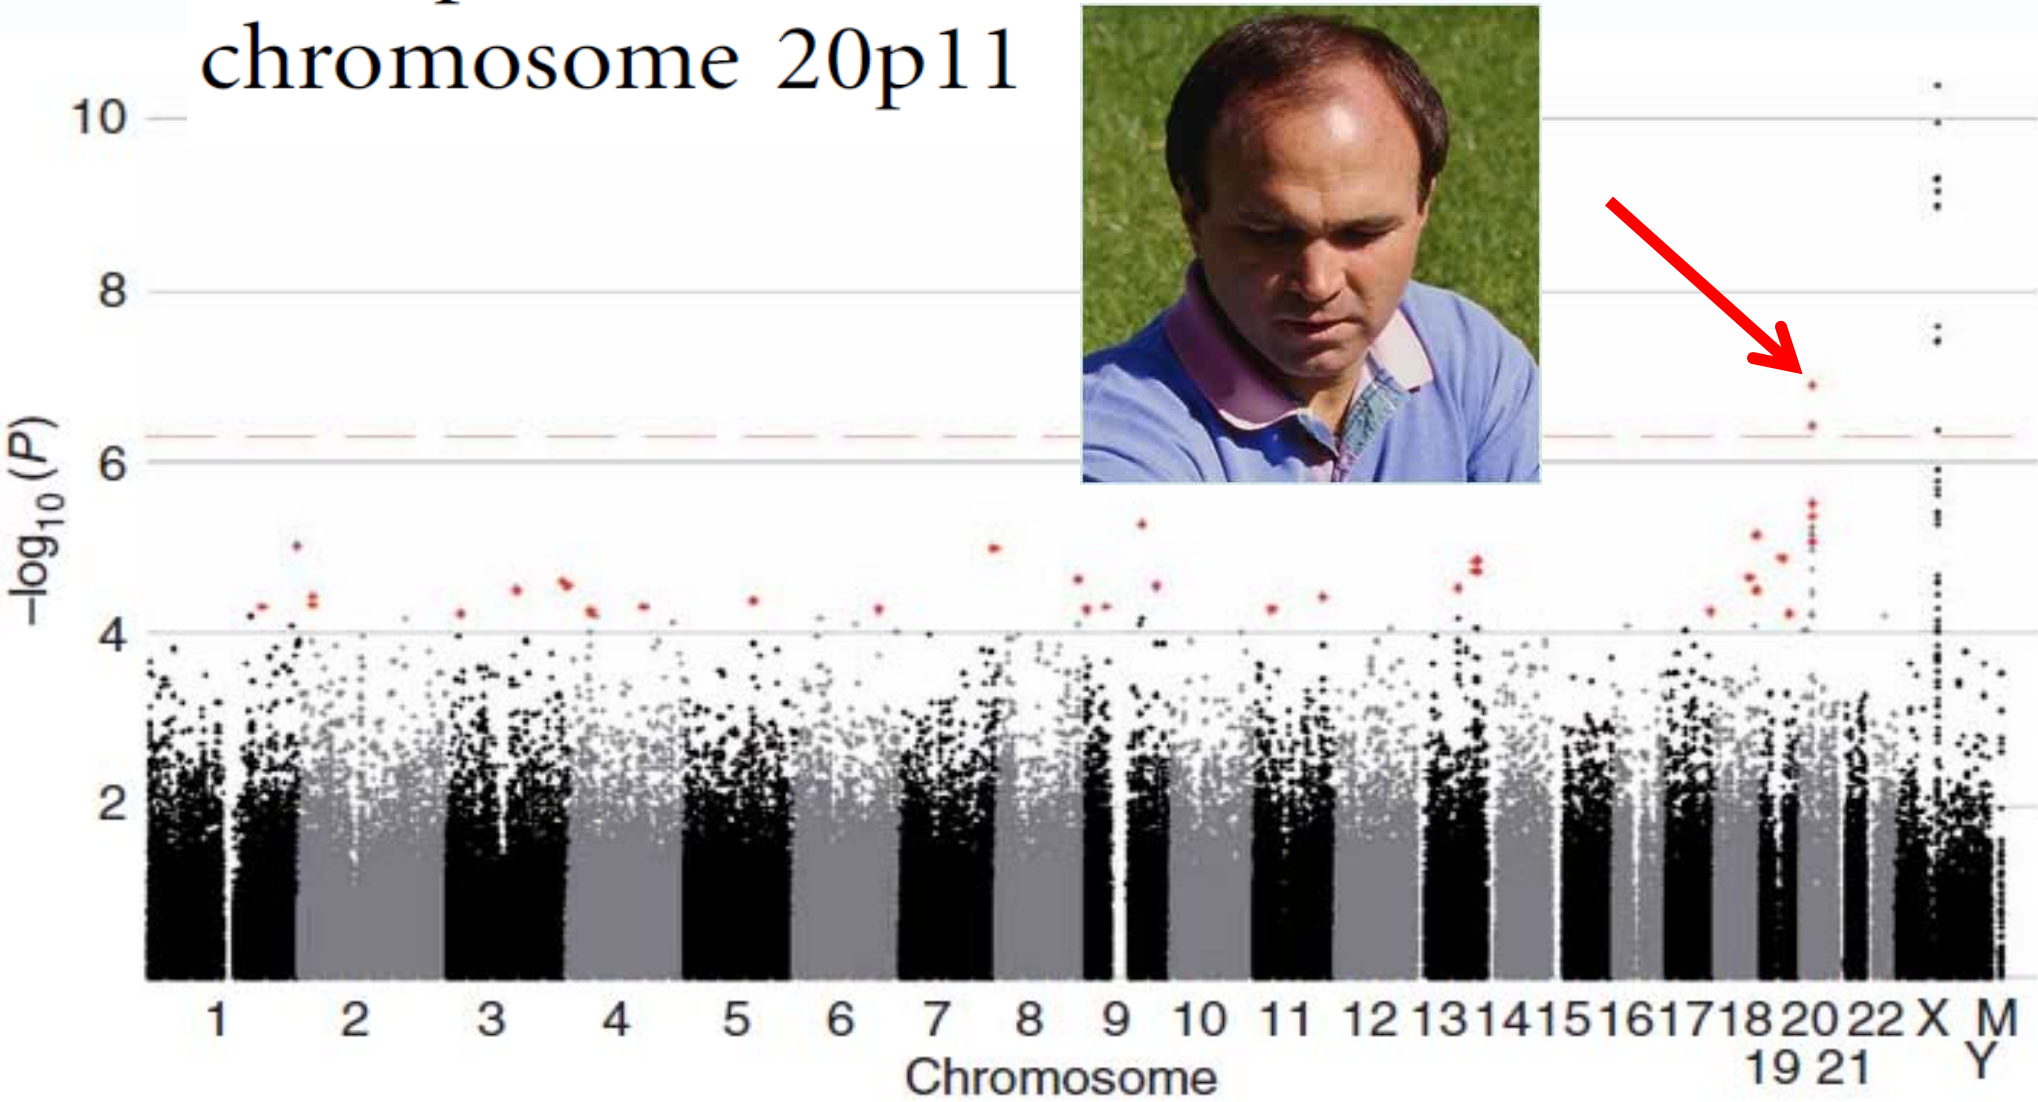 chromosome 20p11
10
8
6
4
2
–log10 (P)
1 2 3 4 5 6 7 8 9 10 11 12 13 14 15 16 17 18 20 22 X M
19 21 Y
Chromosome